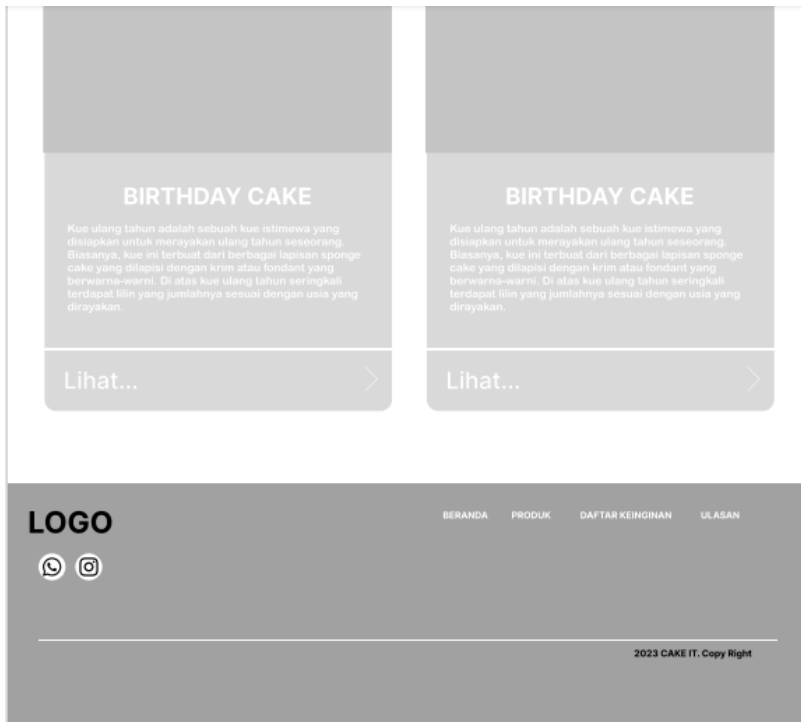 BIRTHDAY CAKE
Kue ulang tahun adalah sebuah kue istimewa yang
disiapkan untuk merayakan ulang tahun seseorang.
Biasanya, kue ini terbuat dari berbagai lapisan sponge
cake yang dilapisi dengan krim atau fondant yang
berwarna-warni. Di atas kue ulang tahun seringkali
terdapat lilin yang jumlahnya sesuai dengan usia yang
dirayakan.
Lihat...
BIRTHDAY CAKE
Kue ulang tahun adalah sebuah kue istimewa yang
disiapkan untuk merayakan ulang tahun seseorang.
Biasanya, kue ini terbuat dari berbagai lapisan sponge
cake yang dilapisi dengan krim atau fondant yang
berwarna-warni. Di atas kue ulang tahun seringkali
terdapat lilin yang jumlahnya sesuai dengan usia yang
dirayakan.
Lihat...
LOGO
BERANDA PRODUK DAFTAR KEINGINAN ULASAN
2023 CAKE IT. Copy Right